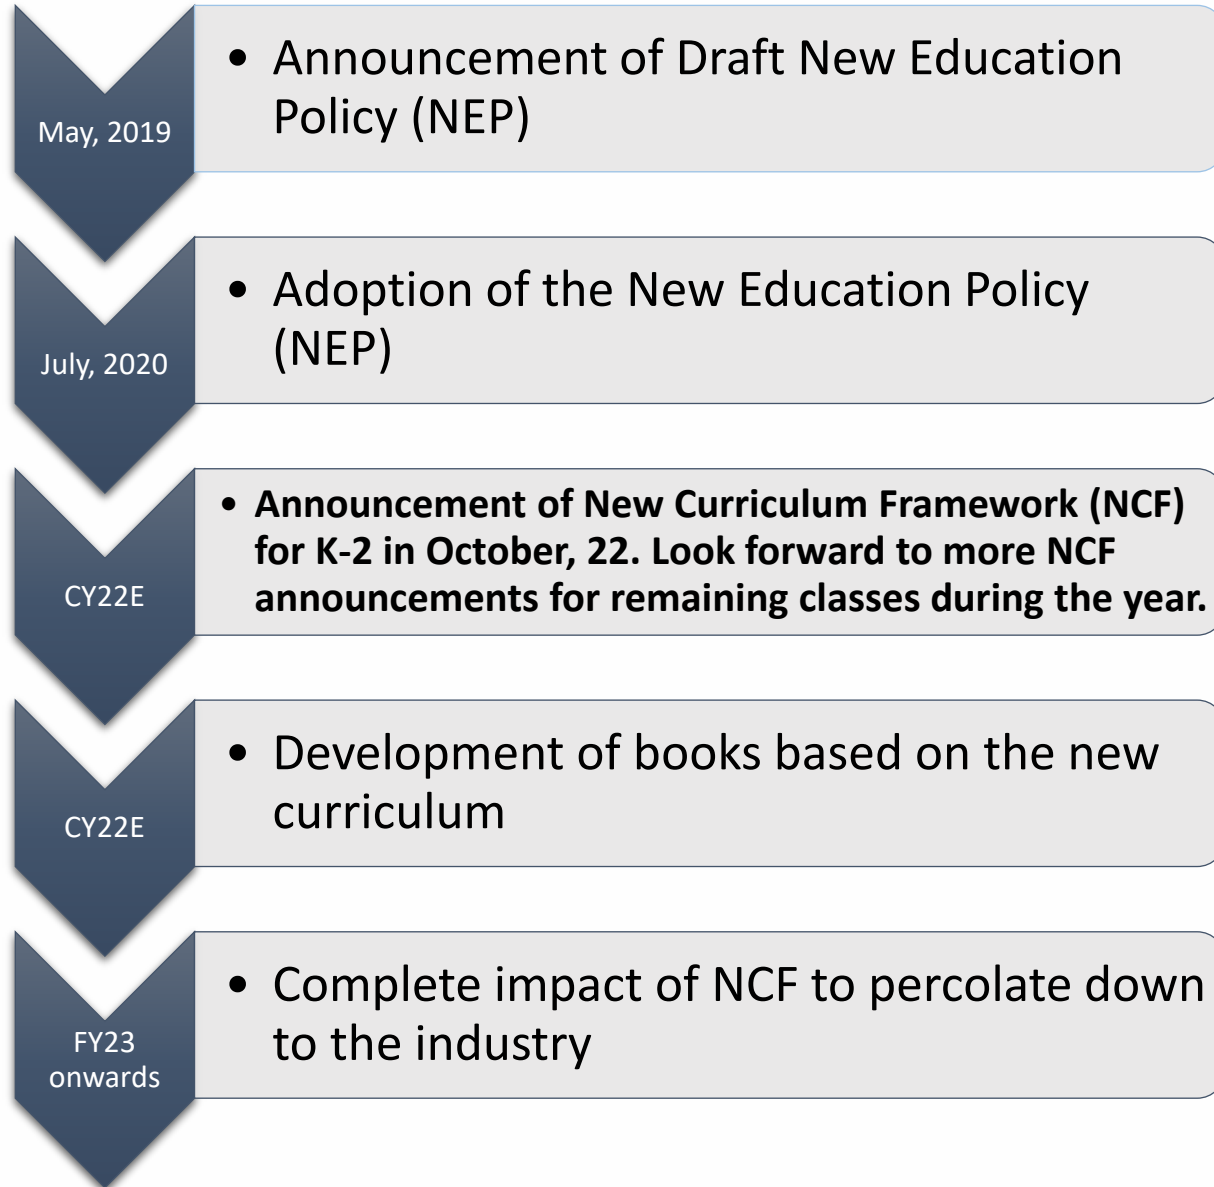 May, 2019
• Announcement of Draft New Education
Policy (NEP)
July, 2020
• Adoption of the New Education Policy
(NEP)
CY22E
• Announcement of New Curriculum Framework (NCF)
for K-2 in October, 22. Look forward to more NCF
announcements for remaining classes during the year.
CY22E
• Development of books based on the new
curriculum
FY23
onwards
• Complete impact of NCF to percolate down
to the industry